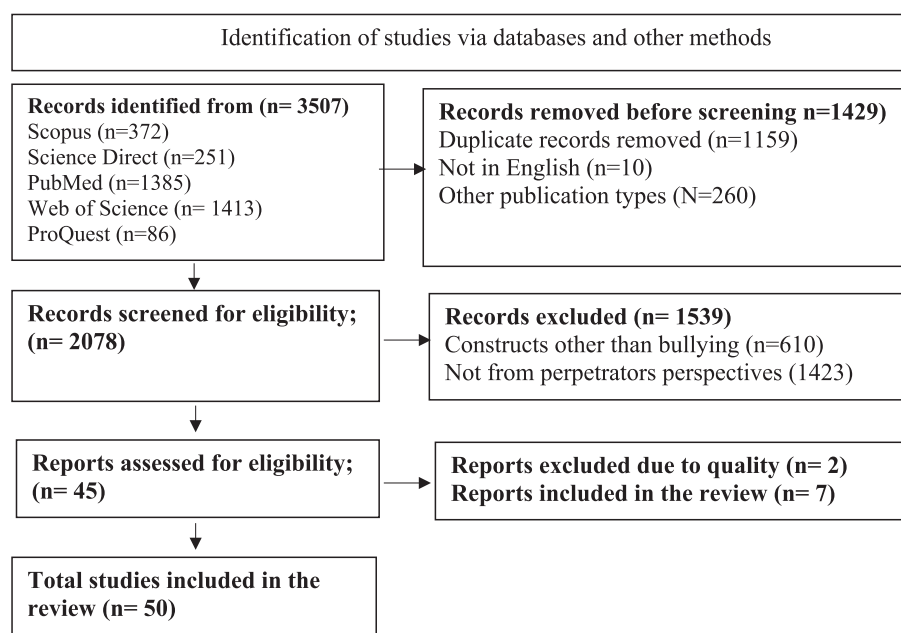 Identification of studies via databases and other methods
Records identified from (n= 3507)
Scopus (n=372)
Science Direct (n=251)
PubMed (n=1385)
Web of Science (n= 1413)
ProQuest (n=86)
Records removed before screening n=1429)
Duplicate records removed (n=1159)
Not in English (n=10)
Other publication types (N=260)
Records screened for eligibility;
(n= 2078)
Records excluded (n= 1539)
Constructs other than bullying (n=610)
Not from perpetrators perspectives (1423)
Reports assessed for eligibility;
(n= 45)
Reports excluded due to quality (n= 2)
Reports included in the review (n= 7)
Total studies included in the
review (n= 50)